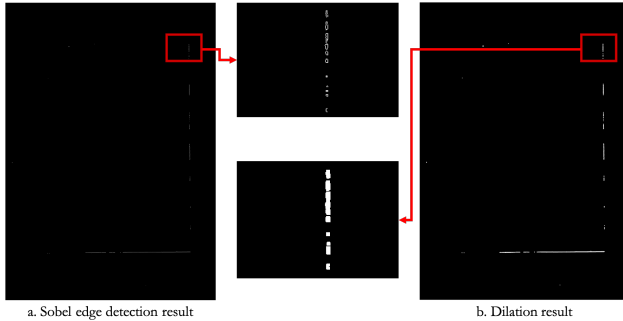 a. Sobel edge detection result
b. Dilation result